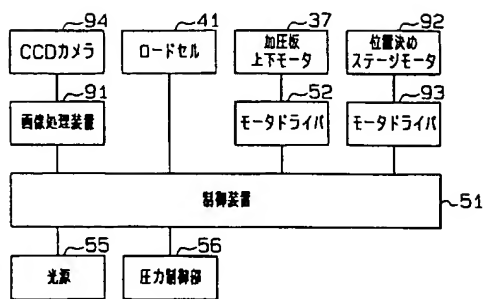 94
CCDカメラ
41
ロードセル
37
加圧板
上下モータ
92
位置決め
ステージモータ
91
画像処理装置
52
モータドライバ
93
モータドライバ
制御装置
51
55
光源
56
圧力制御部